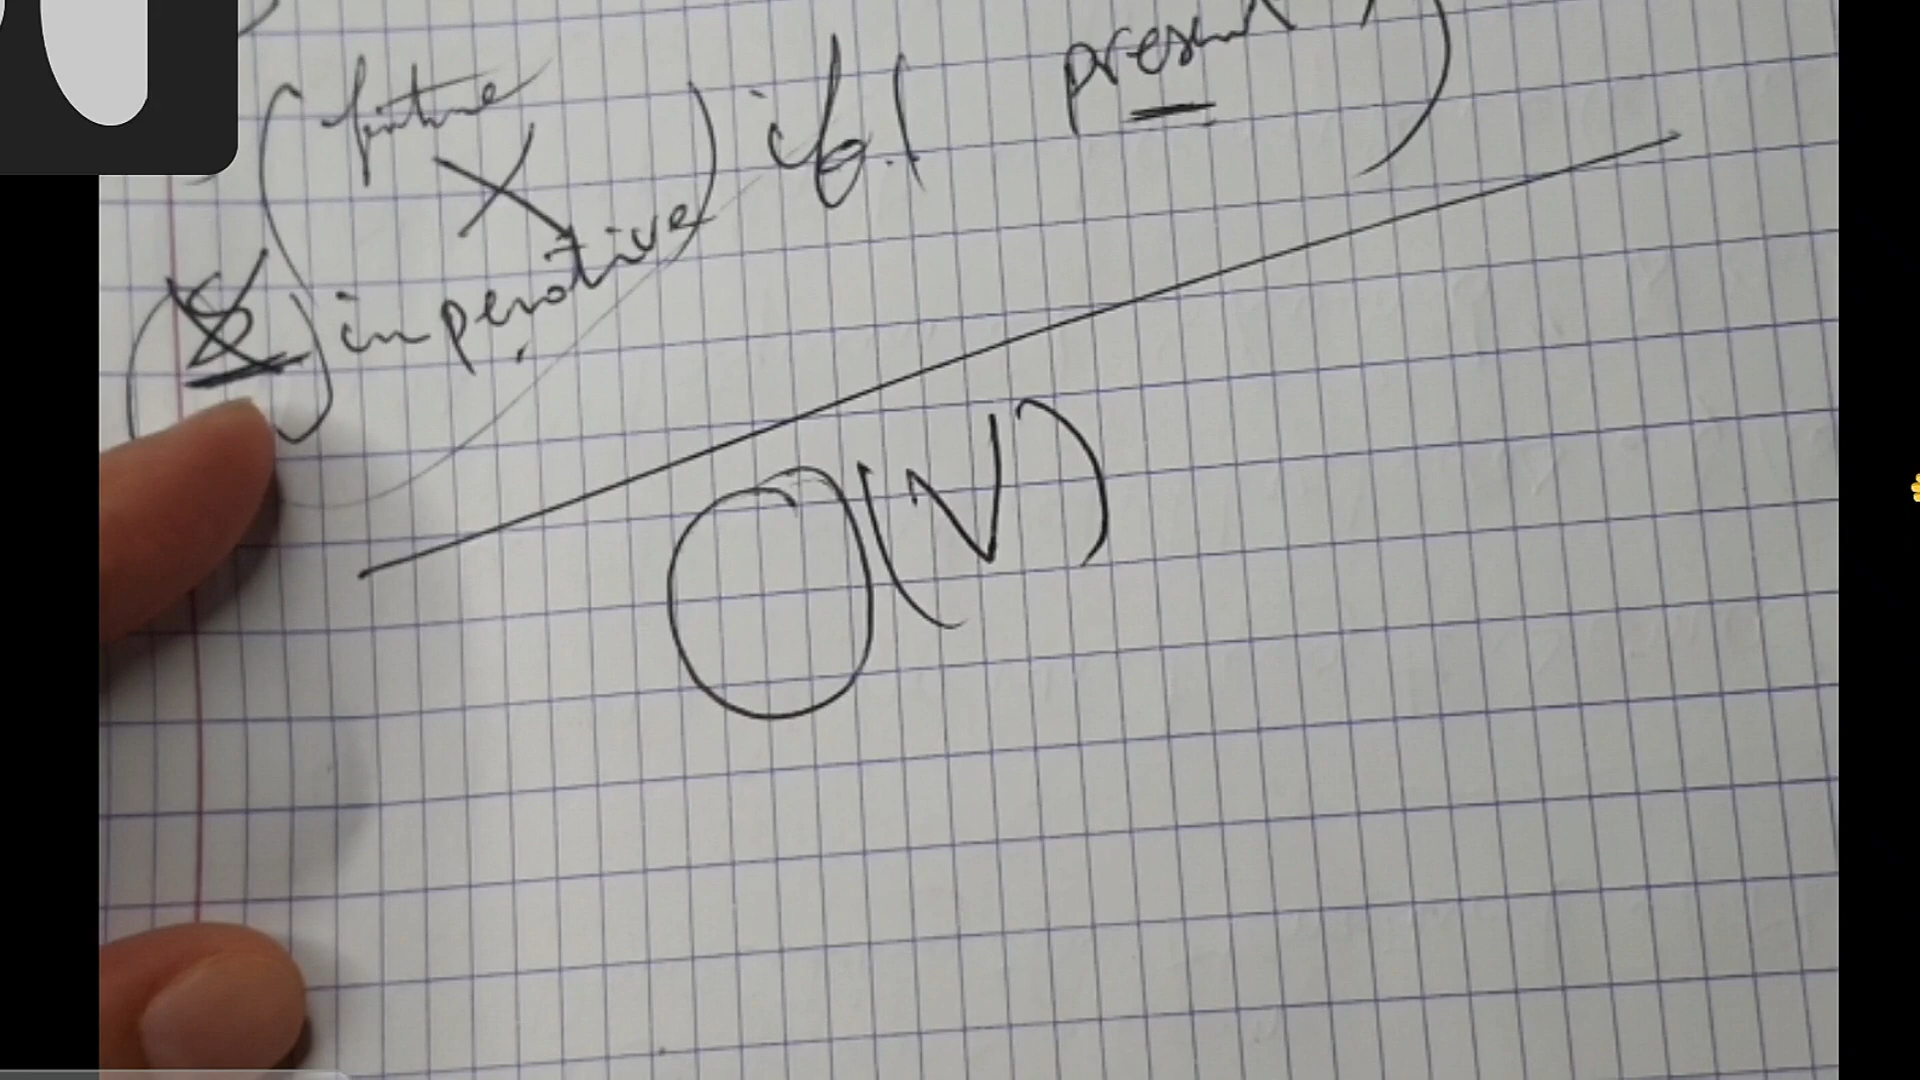 (future ) if ( present )
imperative
O(N)